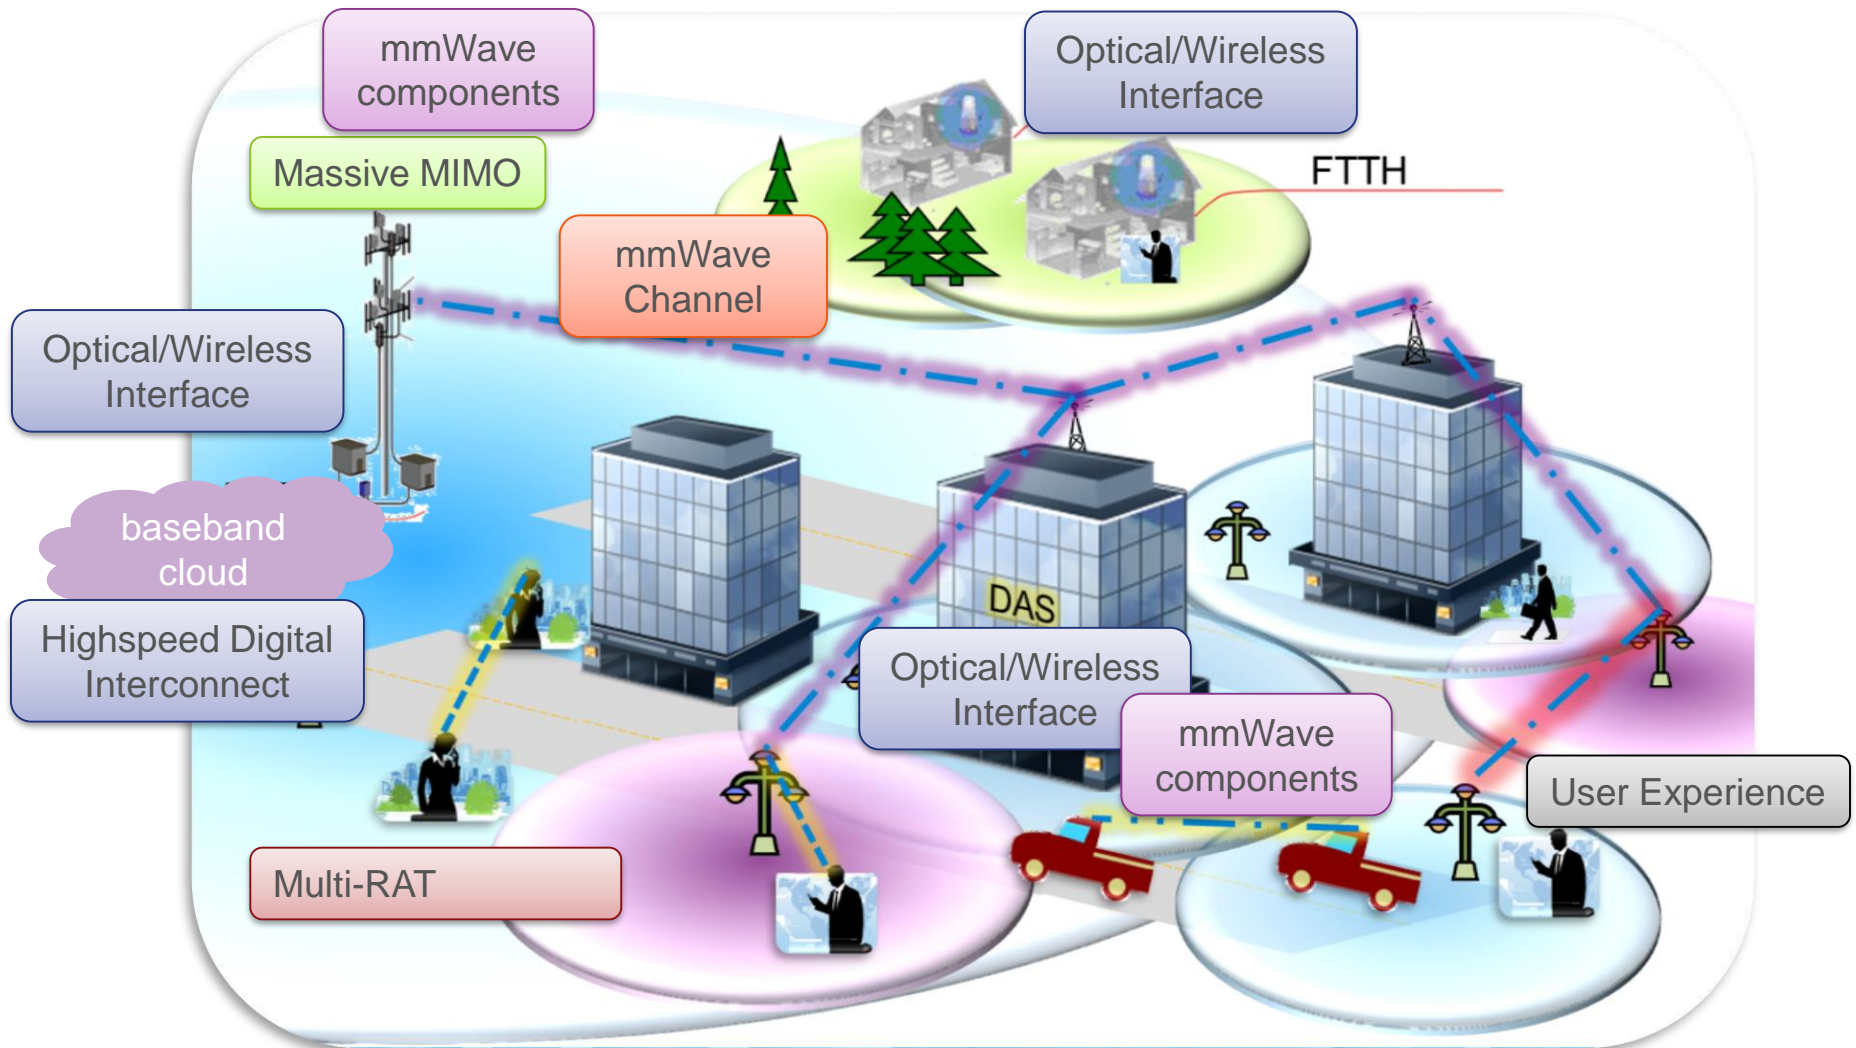 mmWave
components
Optical/Wireless
Interface
Massive MIMO
FTTH
mmWave
Channel
Optical/Wireless
Interface
baseband
cloud
DAS
Highspeed Digital
Interconnect
Optical/Wireless
Interface
mmWave
components
User Experience
Multi-RAT